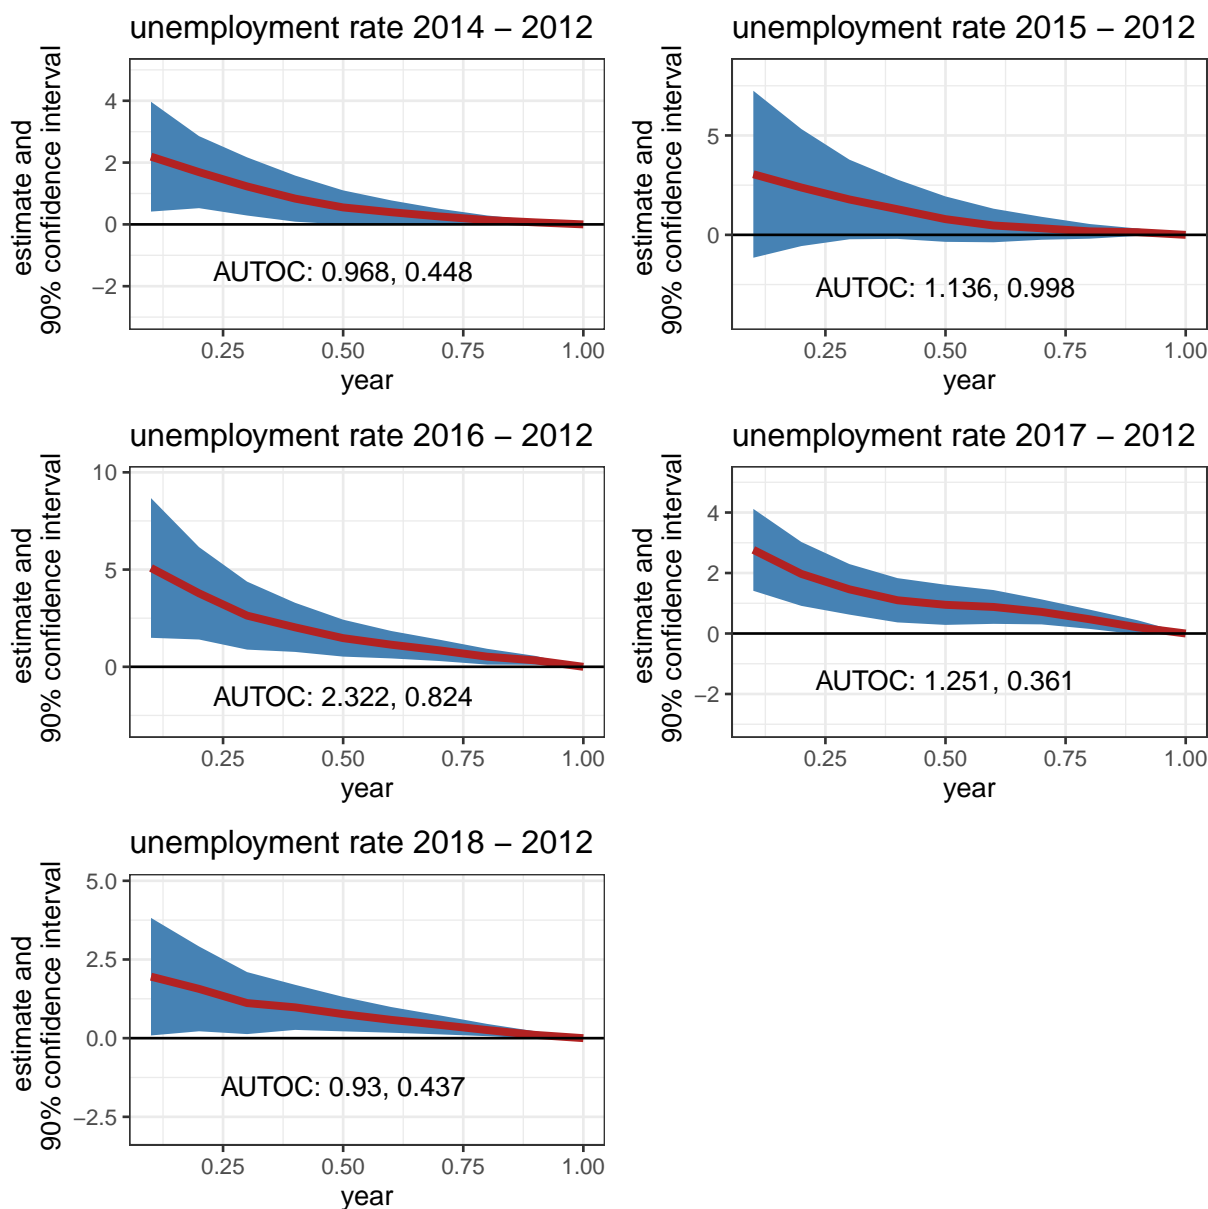 unemployment rate 2014 – 2012
estimate and
90% confidence interval
4
2
0
−2
AUTOC: 0.968, 0.448
0.25
0.50
0.75
1.00
year
unemployment rate 2015 – 2012
estimate and
90% confidence interval
5
0
AUTOC: 1.136, 0.998
0.25
0.50
0.75
1.00
year
unemployment rate 2016 – 2012
estimate and
90% confidence interval
10
5
0
AUTOC: 2.322, 0.824
0.25
0.50
0.75
1.00
year
unemployment rate 2017 – 2012
estimate and
90% confidence interval
4
2
0
−2
AUTOC: 1.251, 0.361
0.25
0.50
0.75
1.00
year
unemployment rate 2018 – 2012
estimate and
90% confidence interval
5.0
2.5
0.0
−2.5
AUTOC: 0.93, 0.437
0.25
0.50
0.75
1.00
year